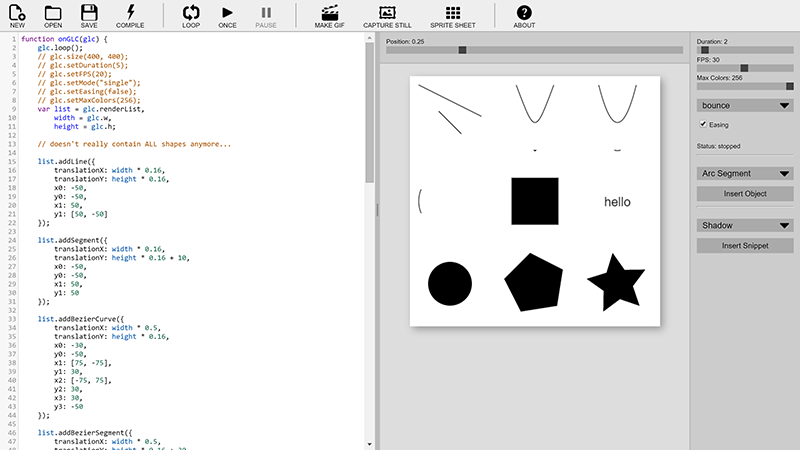 NEW OPEN SAVE COMPILE LOOP ONCE PAUSE MAKE GIF CAPTURE STILL SPRITE SHEET ABOUT
1 function onGLC(glc) {
2 glc.loop();
3 // glc.size(400, 400);
4 // glc.setDuration(5);
5 // glc.setFPS(20);
6 // glc.setMode("single");
7 // glc.setEasing(false);
8 // glc.setMaxColors(256);
9 var list = glc.renderList,
10 width = glc.w,
11 height = glc.h;
12
13 // doesn't really contain ALL shapes anymore...
14
15 list.addLine({
16 translationX: width * 0.16,
17 translationY: height * 0.16,
18 x0: -50,
19 y0: -50,
20 x1: 50,
21 y1: [50, -50]
22 });
23
24 list.addSegment({
25 translationX: width * 0.16,
26 translationY: height * 0.16 + 10,
27 x0: -50,
28 y0: -50,
29 x1: 50,
30 y1: 50
31 });
32
33 list.addBezierCurve({
34 translationX: width * 0.5,
35 translationY: height * 0.16,
36 x0: -30,
37 y0: -50,
38 x1: [75, -75],
39 y1: 30,
40 x2: [-75, 75],
41 y2: 30,
42 x3: 30,
43 y3: -50
44 });
45
46 list.addBezierSegment({
47 translationX: width * 0.5,
Position: 0.25
hello
Duration: 2
FPS: 30
Max Colors: 256
bounce
Easing
Status: stopped
Arc Segment
Insert Object
Shadow
Insert Snippet